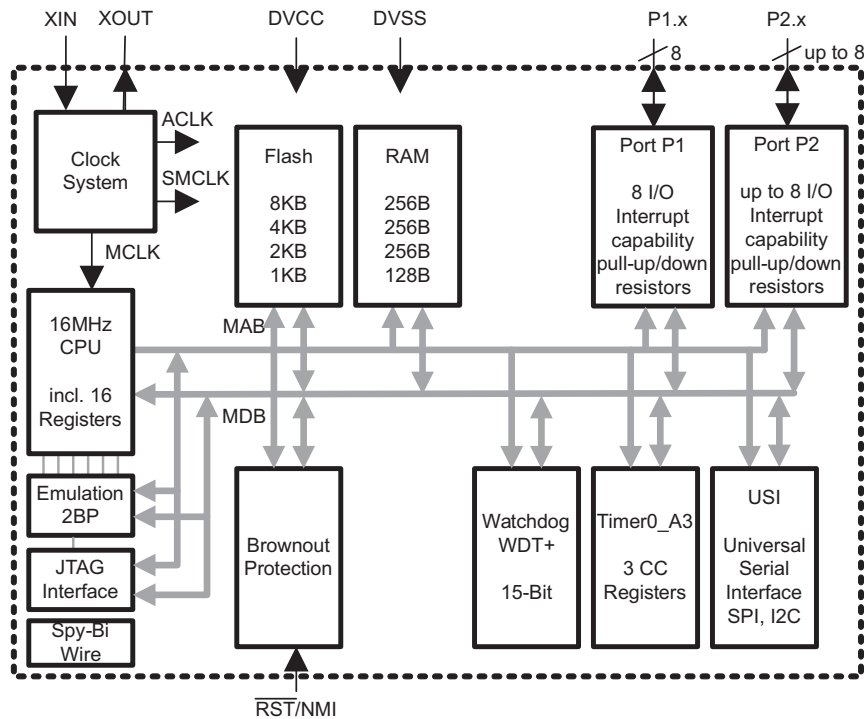 XIN
XOUT
DVCC
DVSS
P1.x
P2.x
8
up to 8
Clock
System
ACLK
SMCLK
MCLK
Flash
8KB
4KB
2KB
1KB
RAM
256B
256B
256B
128B
Port P1
8 I/O
Interrupt
capability
pull-up/down
resistors
Port P2
up to 8 I/O
Interrupt
capability
pull-up/down
resistors
16MHz
CPU
incl. 16
Registers
MAB
MDB
Emulation
2BP
JTAG
Interface
Spy-Bi
Wire
Brownout
Protection
Watchdog
WDT+
15-Bit
Timer0_A3
3 CC
Registers
USI
Universal
Serial
Interface
SPI, I2C
RST/NMI